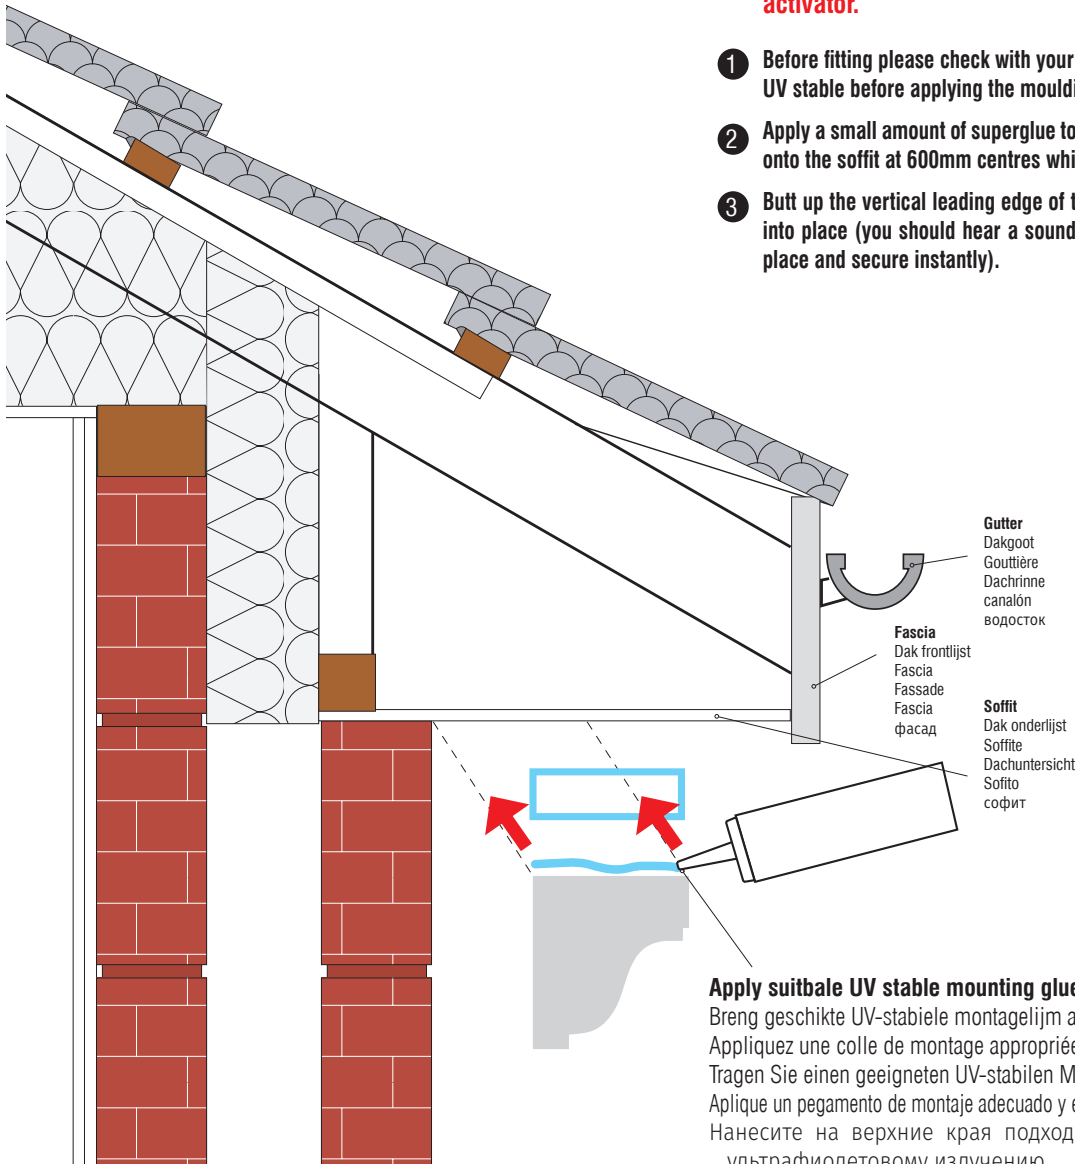 activator.
1 Before fitting please check with your
UV stable before applying the mouldi
2 Apply a small amount of superglue to
onto the soffit at 600mm centres whi
3 Butt up the vertical leading edge of t
into place (you should hear a sound
place and secure instantly).
Gutter
Dakgoot
Gouttière
Dachrinne
canalón
водосток
Fascia
Dak frontlijst
Fascia
Fassade
Fascia
фасад
Soffit
Dak onderlijst
Soffite
Dachuntersicht
Sofito
софит
Apply suitbale UV stable mounting glue
Breng geschikte UV-stabiele montagelijm a
Appliquez une colle de montage appropriée
Tragen Sie einen geeigneten UV-stabilen M
Aplique un pegamento de montaje adecuado y e
Нанесите на верхние края подход
ультрафиолетовому излучению